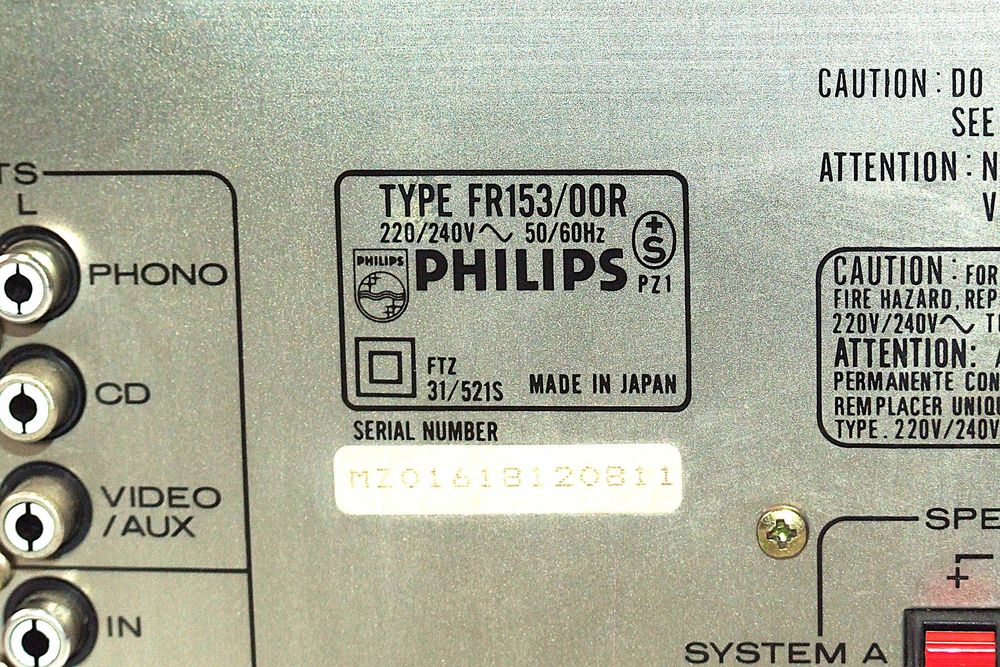 TS
L
PHONO
CD
VIDEO
/AUX
IN
TYPE FR153/00R
220/240V～ 50/60Hz
PHILIPS
PHILIPS
+
S
PZ1
FTZ
31/521S
MADE IN JAPAN
SERIAL NUMBER
MZ01618120811
CAUTION : DO
SEE
ATTENTION : N
V
CAUTION : FOR
FIRE HAZARD, REP
220V/240V～ T
ATTENTION:
PERMANENTE CON
REMPLACER UNIQU
TYPE. 220V/240V
SPE
+
SYSTEM A